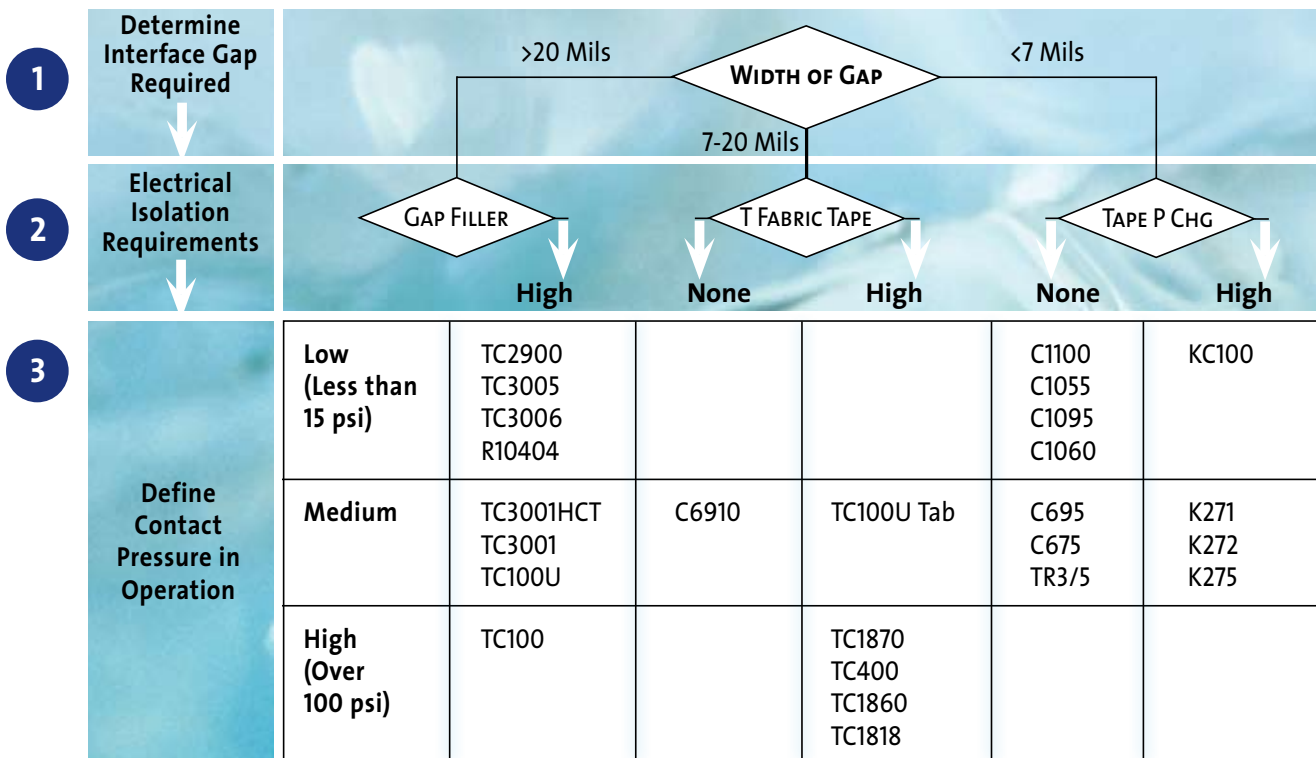 1
Determine
Interface Gap
Required
>20 Mils
WIDTH OF GAP
<7 Mils
7-20 Mils
2
Electrical
Isolation
Requirements
GAP FILLER
T FABRIC TAPE
TAPE P CHG
High
None
High
None
High
3
Define
Contact
Pressure in
Operation
Low
(Less than
15 psi)
TC2900
TC3005
TC3006
R10404
C1100
C1055
C1095
C1060
KC100
Medium
TC3001HCT
TC3001
TC100U
C6910
TC100U Tab
C695
C675
TR3/5
K271
K272
K275
High
(Over
100 psi)
TC100
TC1870
TC400
TC1860
TC1818